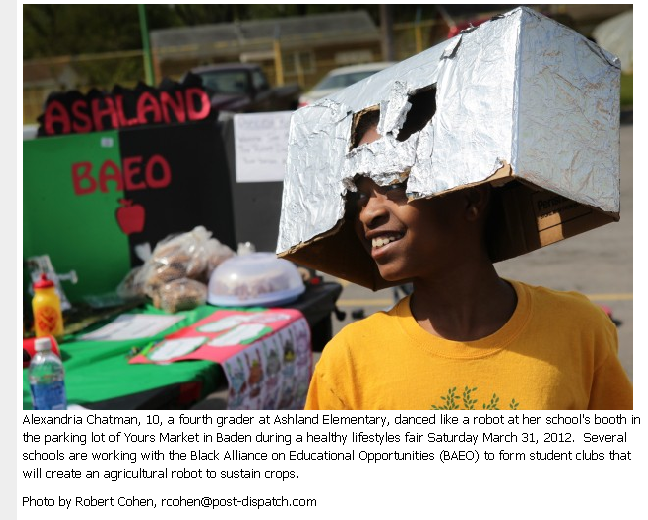 ASHLAND
BAEO
Alexandria Chatman, 10, a fourth grader at Ashland Elementary, danced like a robot at her school's booth in
the parking lot of Yours Market in Baden during a healthy lifestyles fair Saturday March 31, 2012.  Several
schools are working with the Black Alliance on Educational Opportunities (BAEO) to form student clubs that
will create an agricultural robot to sustain crops.
Photo by Robert Cohen, rcohen@post-dispatch.com